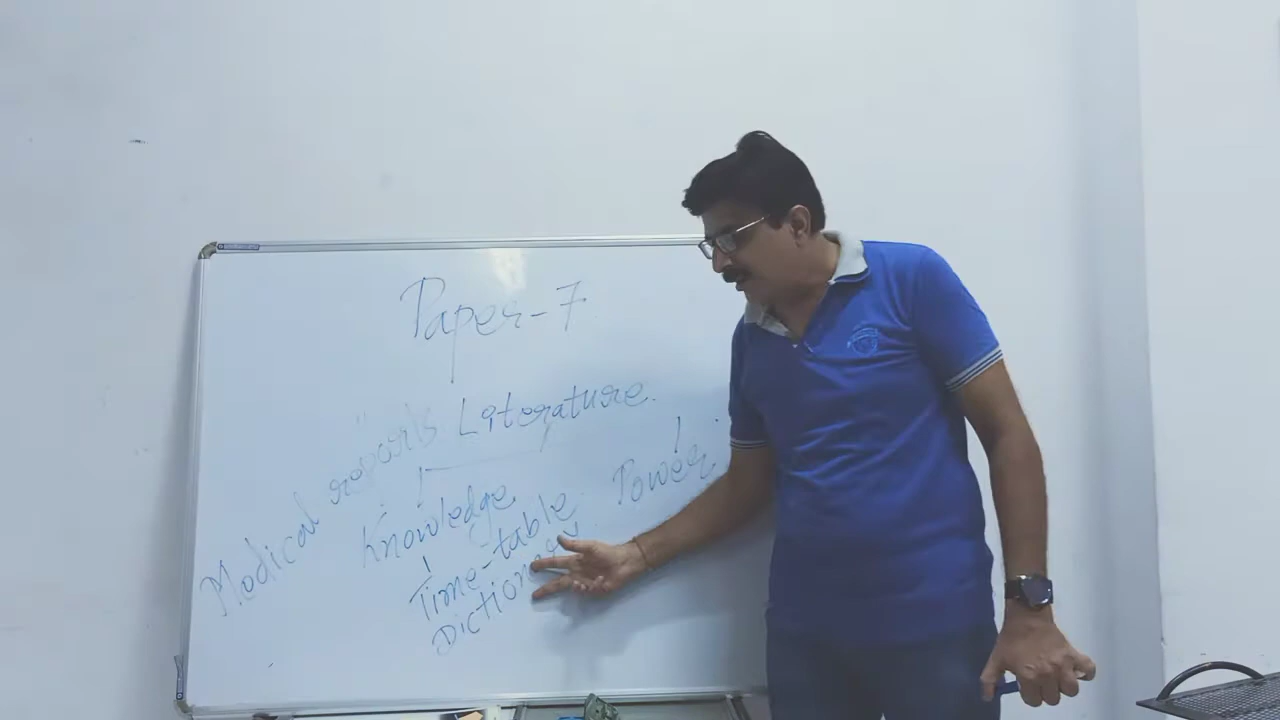 Paper-7
Literature.
Medical reports
Knowledge
Power.
Time-table
Dictionary